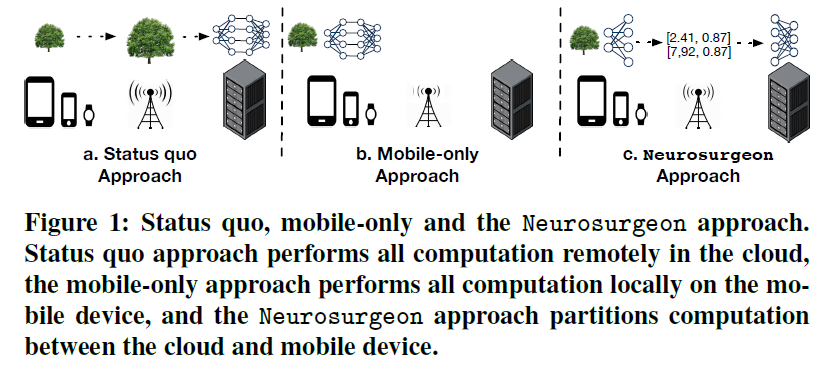 [2.41, 0.87]
[7,92, 0.87]
a. Status quo
Approach
b. Mobile-only
Approach
c. Neurosurgeon
Approach
Figure 1: Status quo, mobile-only and the Neurosurgeon approach.
Status quo approach performs all computation remotely in the cloud,
the mobile-only approach performs all computation locally on the mo-
bile device, and the Neurosurgeon approach partitions computation
between the cloud and mobile device.